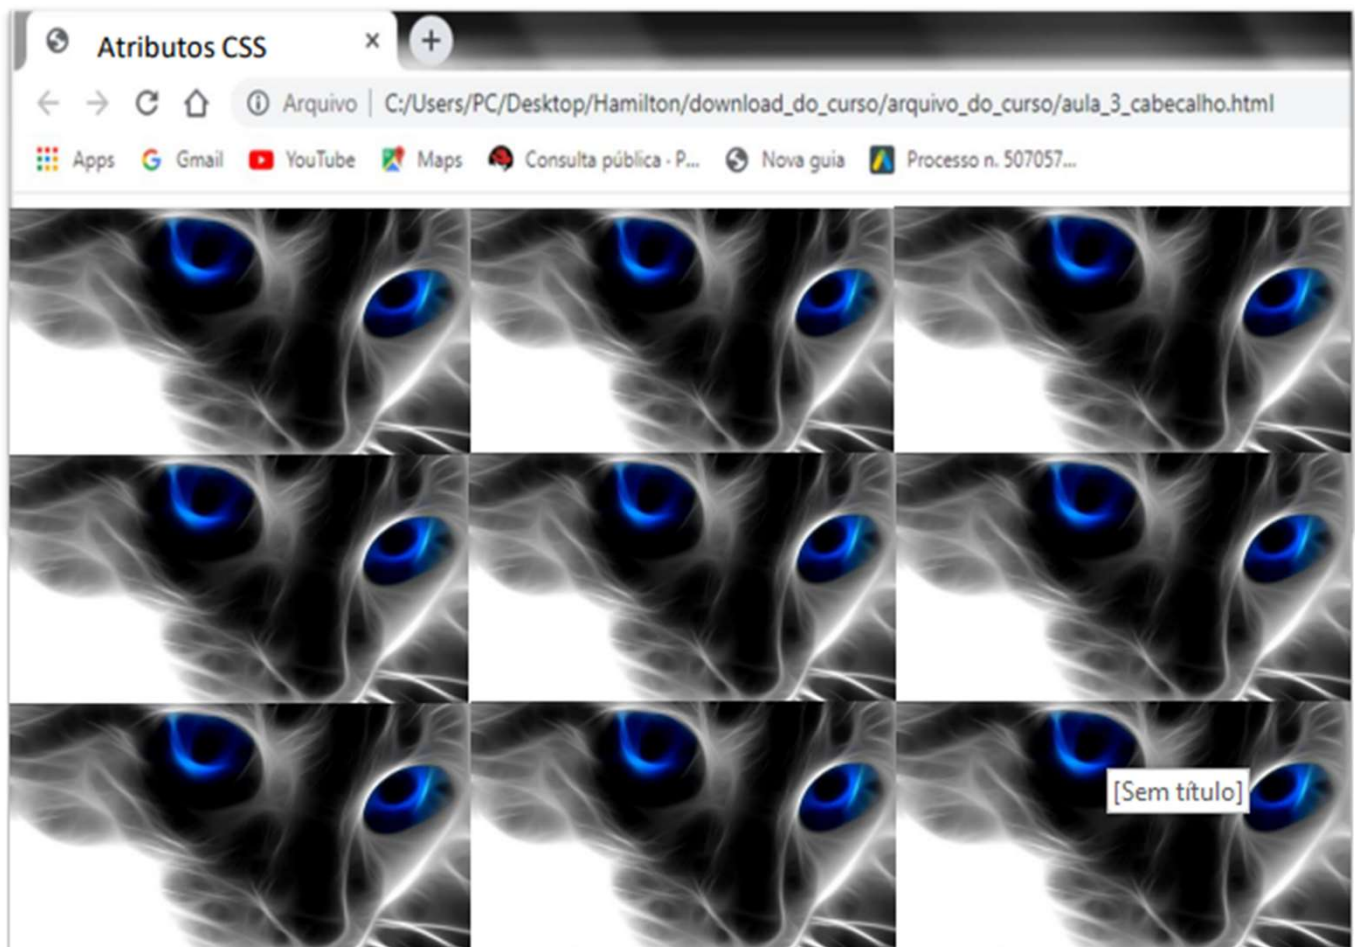 Atributos CSS
Arquivo C:/Users/PC/Desktop/Hamilton/download_do_curso/arquivo_do_curso/aula_3_cabecalho.html
Apps Gmail YouTube Maps Consulta pública - P... Nova guia Processo n. 507057...
[Sem título]